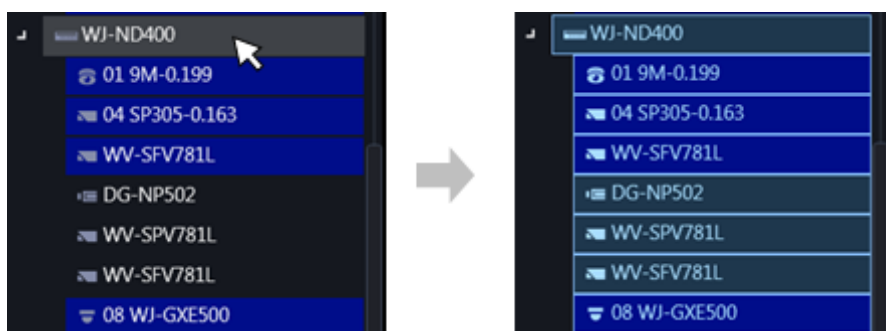 WJ-ND400
01 9M-0.199
04 SP305-0.163
WV-SFV781L
DG-NP502
WV-SPV781L
WV-SFV781L
08 WJ-GXE500
WJ-ND400
01 9M-0.199
04 SP305-0.163
WV-SFV781L
DG-NP502
WV-SPV781L
WV-SFV781L
08 WJ-GXE500